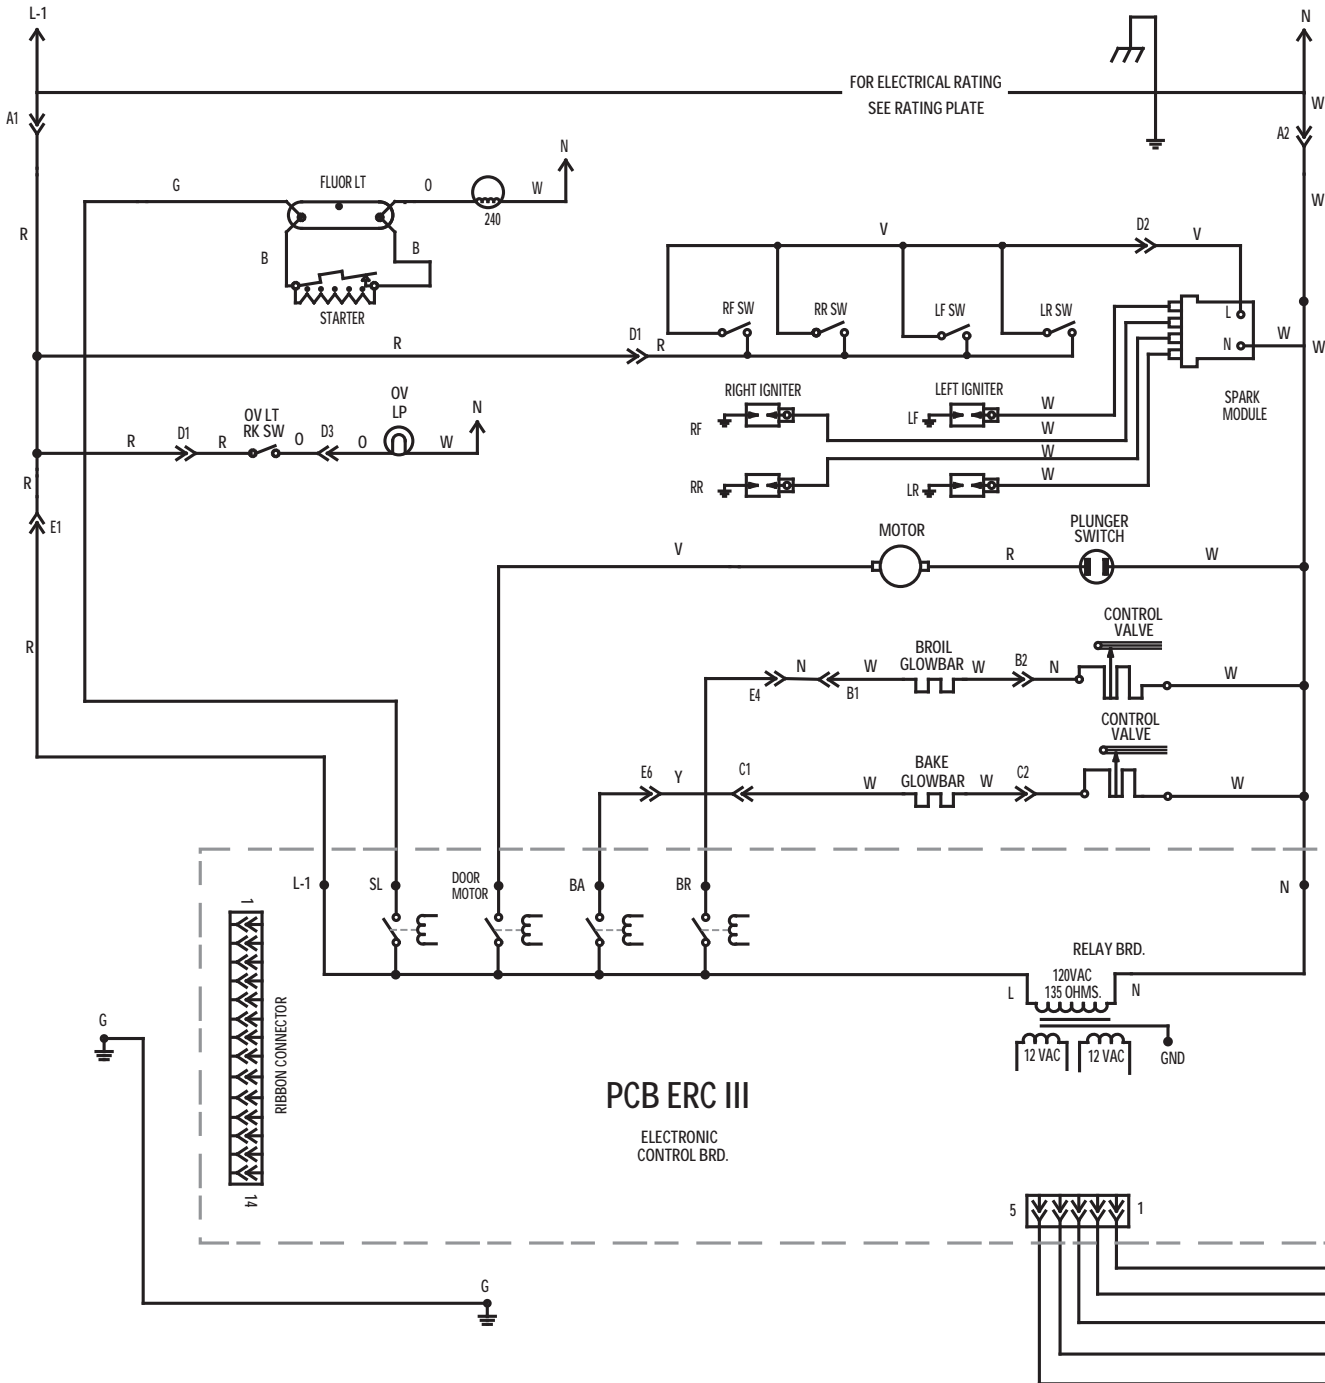 L-1
N
FOR ELECTRICAL RATING
SEE RATING PLATE
W
A1
A2
N
G
FLUOR LT
O
W
240
W
R
B
B
STARTER
V
D2
V
RF SW
RR SW
LF SW
LR SW
L
N
W
W
R
D1
R
SPARK
MODULE
RIGHT IGNITER
LEFT IGNITER
RF
LF
W
W
W
RR
LR
W
OV
LP
N
OV LT
RK SW
R
D1
R
O
D3
O
W
R
E1
MOTOR
PLUNGER
SWITCH
V
R
W
R
CONTROL
VALVE
BROIL
GLOWBAR
N
W
W
B2
N
W
E4
B1
CONTROL
VALVE
BAKE
GLOWBAR
E6
Y
C1
W
W
C2
W
L-1
SL
DOOR
MOTOR
BA
BR
N
1
RIBBON CONNECTOR
14
RELAY BRD.
120VAC
135 OHMS.
L
N
12 VAC
12 VAC
GND
G
PCB ERC III
ELECTRONIC
CONTROL BRD.
5
1
G